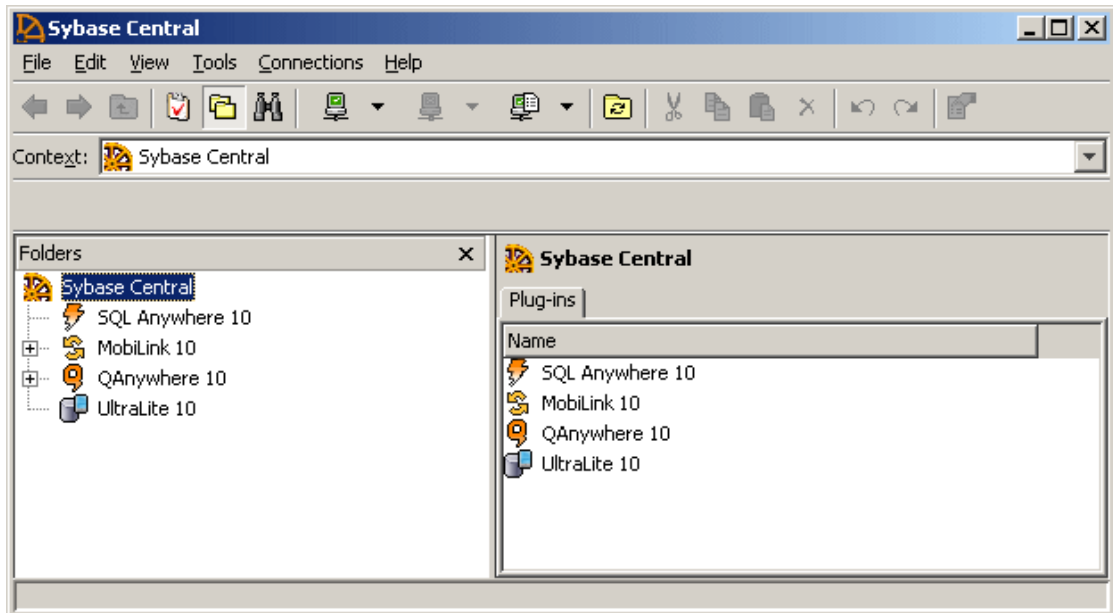 Sybase Central
File Edit View Tools Connections Help
Context: Sybase Central
Folders
Sybase Central
SQL Anywhere 10
MobiLink 10
QAnywhere 10
UltraLite 10
Sybase Central
Plug-ins
Name
SQL Anywhere 10
MobiLink 10
QAnywhere 10
UltraLite 10